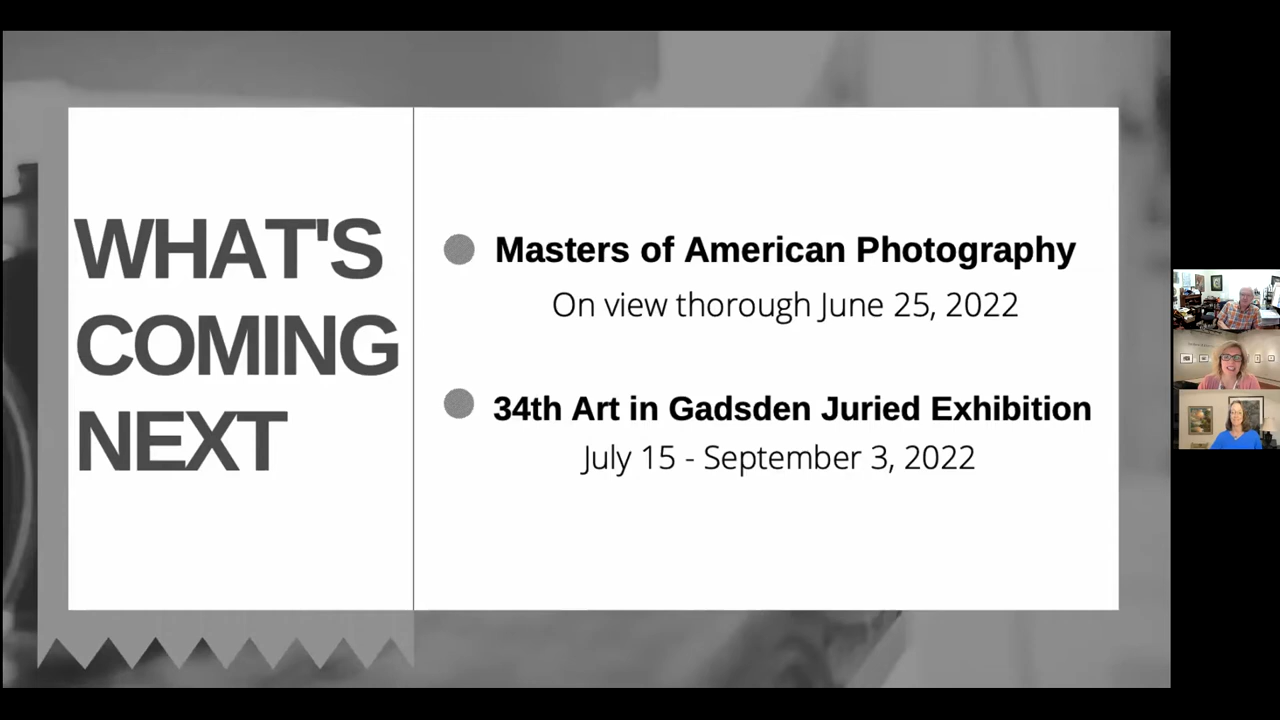 WHAT'S
COMING
NEXT
Masters of American Photography
On view thorough June 25, 2022
34th Art in Gadsden Juried Exhibition
July 15 - September 3, 2022